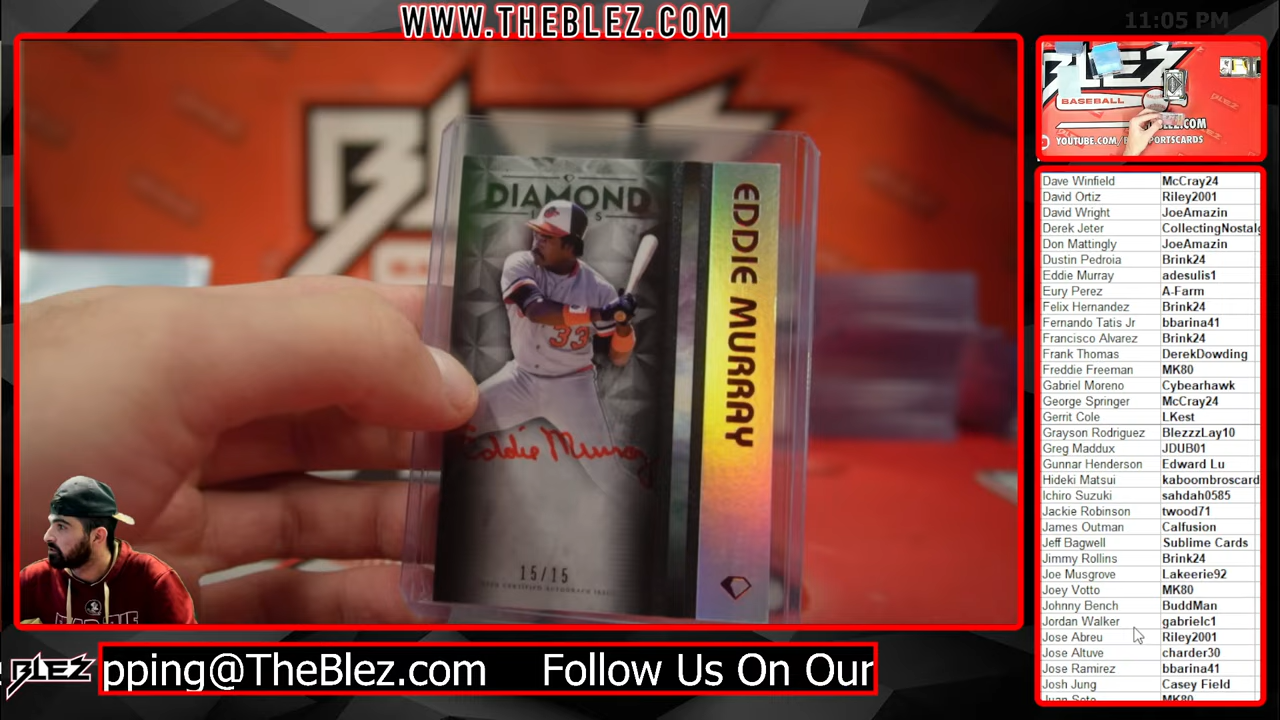 WWW.THEBLEZ.COM
11:05 PM
BLEZ
DIAMOND
EDDIE MURRAY
33
Eddie Murray
15/15
BLEZ
BASEBALL
.COM
Dave Winfield McCray24
David Ortiz Riley2001
David Wright JoeAmazin
Derek Jeter CollectingNostalg
Don Mattingly JoeAmazin
Dustin Pedroia Brink24
Eddie Murray adesulis1
Eury Perez A-Farm
Felix Hernandez Brink24
Fernando Tatis Jr bbarina41
Francisco Alvarez Brink24
Frank Thomas DerekDowding
Freddie Freeman MK80
Gabriel Moreno Cybearhawk
George Springer McCray24
Gerrit Cole LKest
Grayson Rodriguez BlezzzLay10
Greg Maddux JDUB01
Gunnar Henderson Edward Lu
Hideki Matsui kaboombroscard
Ichiro Suzuki sahdah0585
Jackie Robinson twood71
James Outman Calfusion
Jeff Bagwell Sublime Cards
Jimmy Rollins Brink24
Joe Musgrove Lakeerie92
Joey Votto MK80
Johnny Bench BuddMan
Jordan Walker gabrielc1
Jose Abreu Riley2001
Jose Altuve charder30
Jose Ramirez bbarina41
Josh Jung Casey Field
Juan Soto MK80
BLEZ
pping@TheBlez.com Follow Us On Our